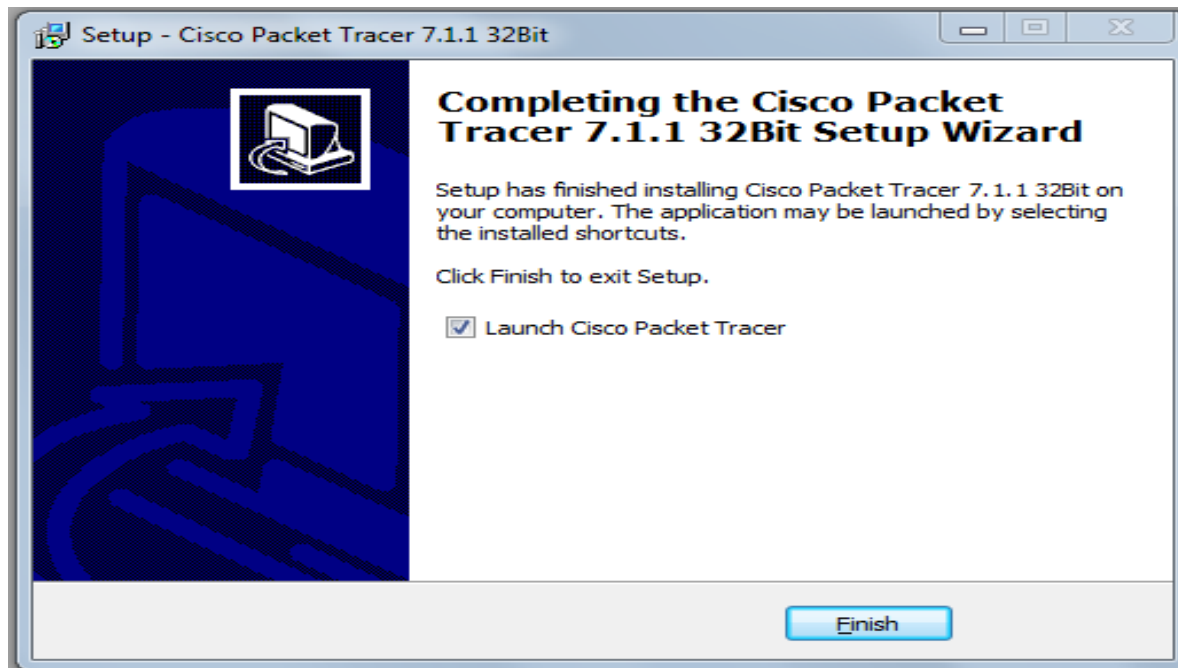 Setup - Cisco Packet Tracer 7.1.1 32Bit
Completing the Cisco Packet
Tracer 7.1.1 32Bit Setup Wizard
Setup has finished installing Cisco Packet Tracer 7.1.1 32Bit on
your computer. The application may be launched by selecting
the installed shortcuts.
Click Finish to exit Setup.
Launch Cisco Packet Tracer
Finish